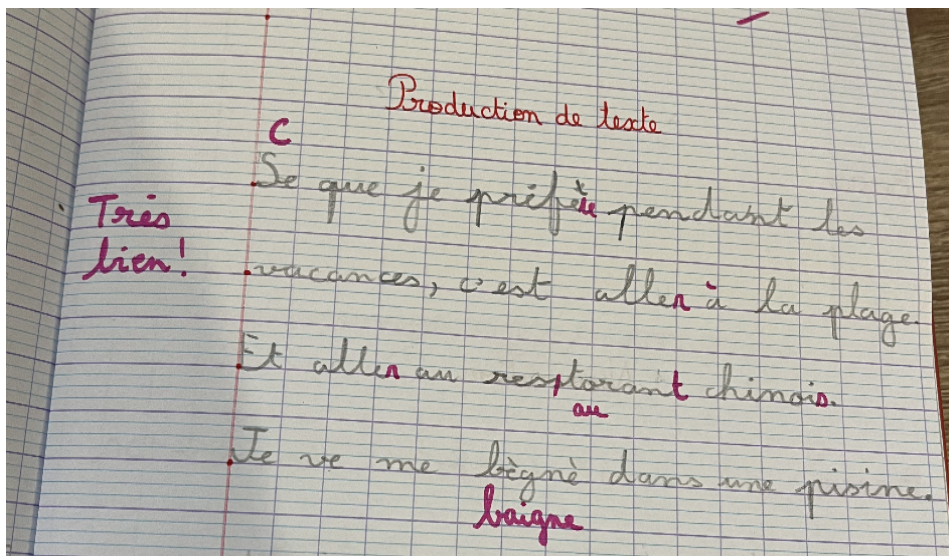 Production de texte
C
Se que je préfère pendant les
Très
bien!
vacances, c'est aller à la plage.
Et aller au restorant chinois.
au
Je ve me bègnè dans une pisine.
baigne